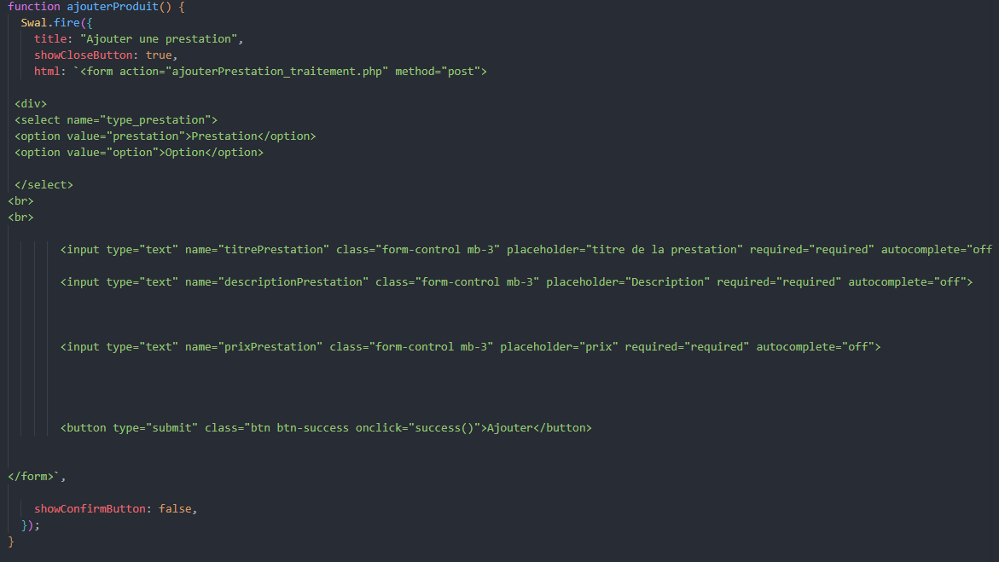 function ajouterProduit() {
Swal.fire({
title: "Ajouter une prestation",
showCloseButton: true,
html: `<form action="ajouterPrestation_traitement.php" method="post">
<div>
<select name="type_prestation">
<option value="prestation">Prestation</option>
<option value="option">Option</option>
</select>
<br>
<br>
<input type="text" name="titrePrestation" class="form-control mb-3" placeholder="titre de la prestation" required="required" autocomplete="off
<input type="text" name="descriptionPrestation" class="form-control mb-3" placeholder="Description" required="required" autocomplete="off">
<input type="text" name="prixPrestation" class="form-control mb-3" placeholder="prix" required="required" autocomplete="off">
<button type="submit" class="btn btn-success onclick="success()">Ajouter</button>
</form>`,
showConfirmButton: false,
});
}